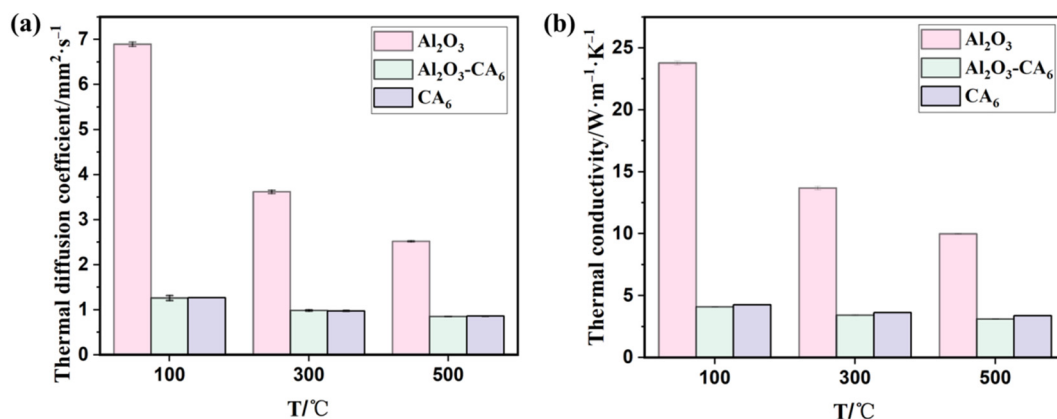 (a)
Thermal diffusion coefficient/mm²·s⁻¹
7
6
5
4
3
2
1
0
Al₂O₃
Al₂O₃-CA₆
CA₆
100
300
500
T/℃
(b)
Thermal conductivity/W·m⁻¹·K⁻¹
25
20
15
10
5
0
Al₂O₃
Al₂O₃-CA₆
CA₆
100
300
500
T/℃